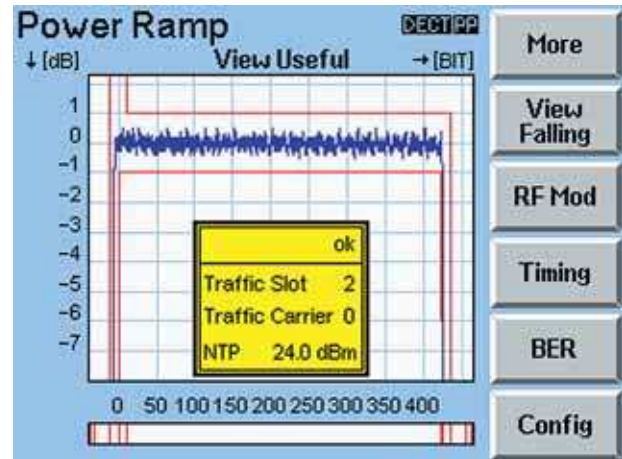 Power Ramp
DECT PP
↓ [dB] View Useful → [BIT]
1
0
−1
−2
−3
−4
−5
−6
−7
ok
Traffic Slot 2
Traffic Carrier 0
NTP 24.0 dBm
0 50 100 150 200 250 300 350 400
More
View
Falling
RF Mod
Timing
BER
Config